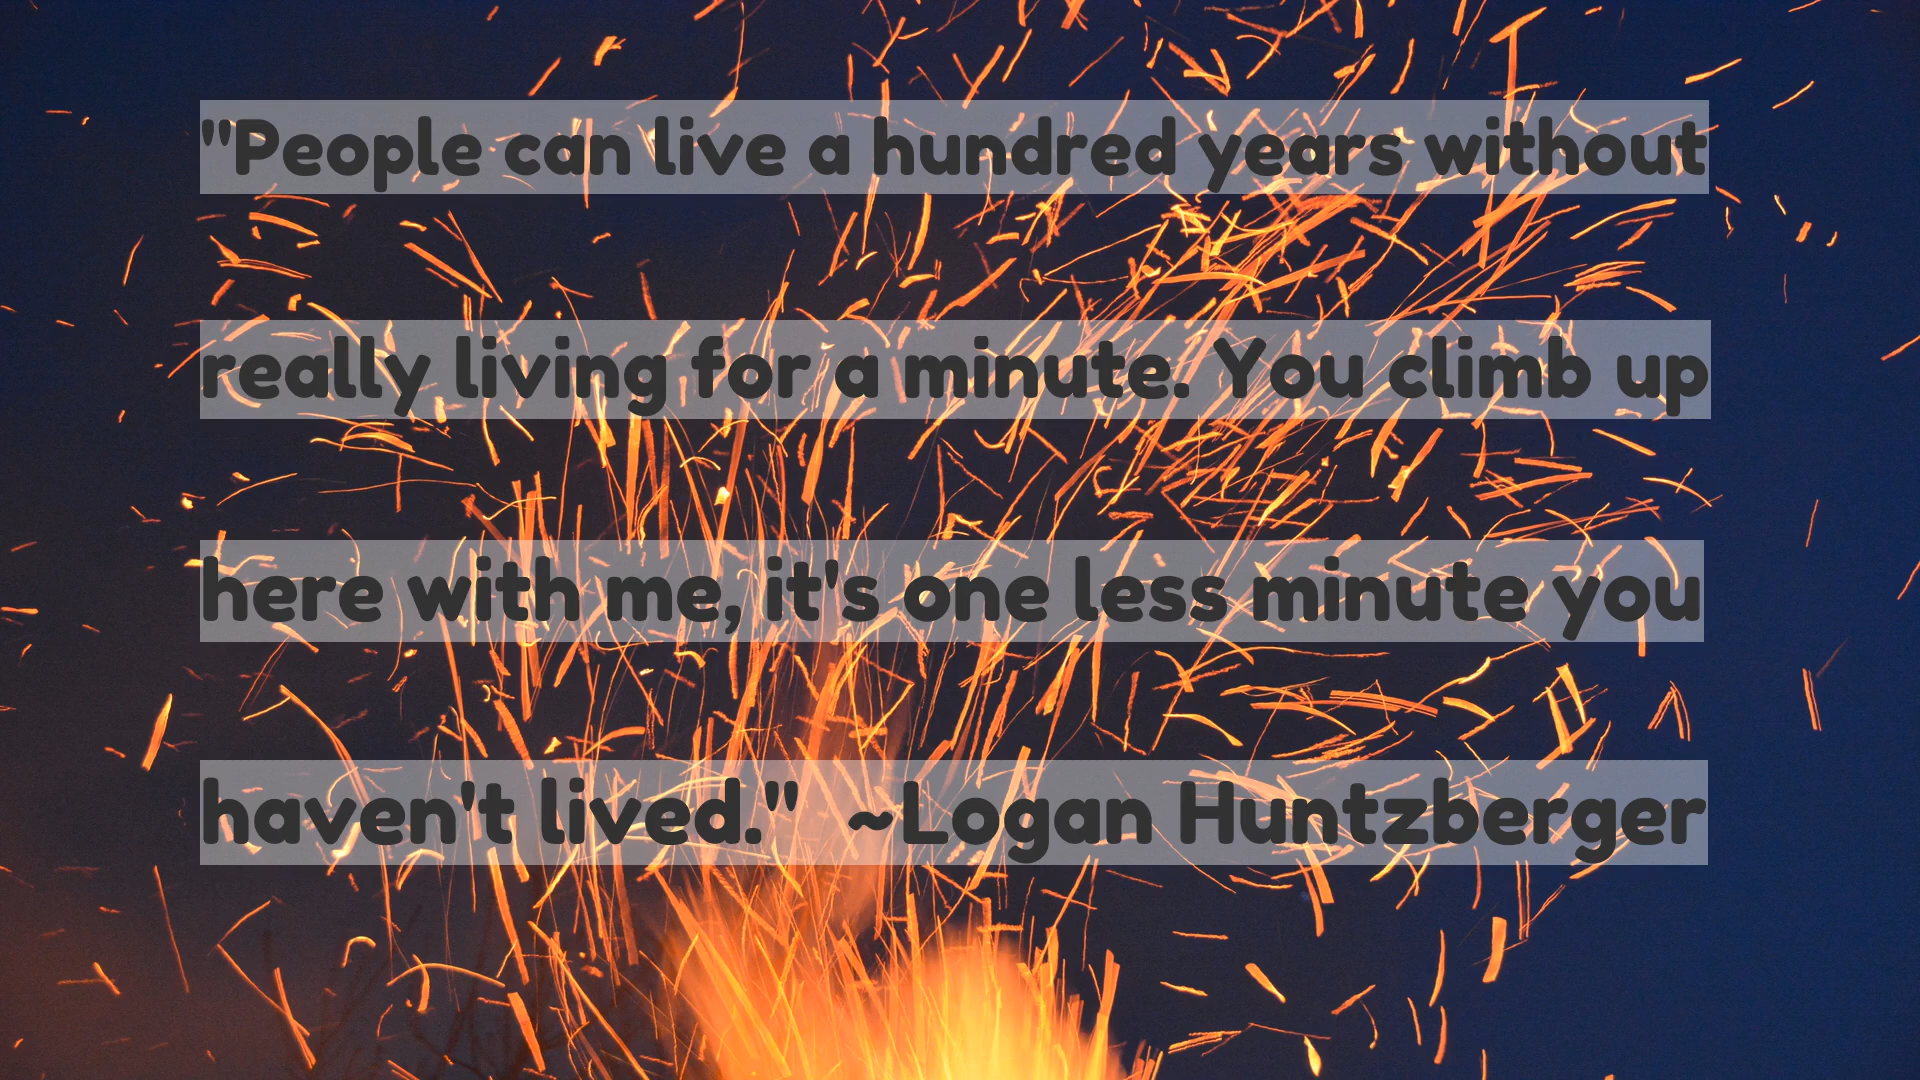 "People can live a hundred years without
really living for a minute. You climb up
here with me, it's one less minute you
haven't lived."  ~Logan Huntzberger